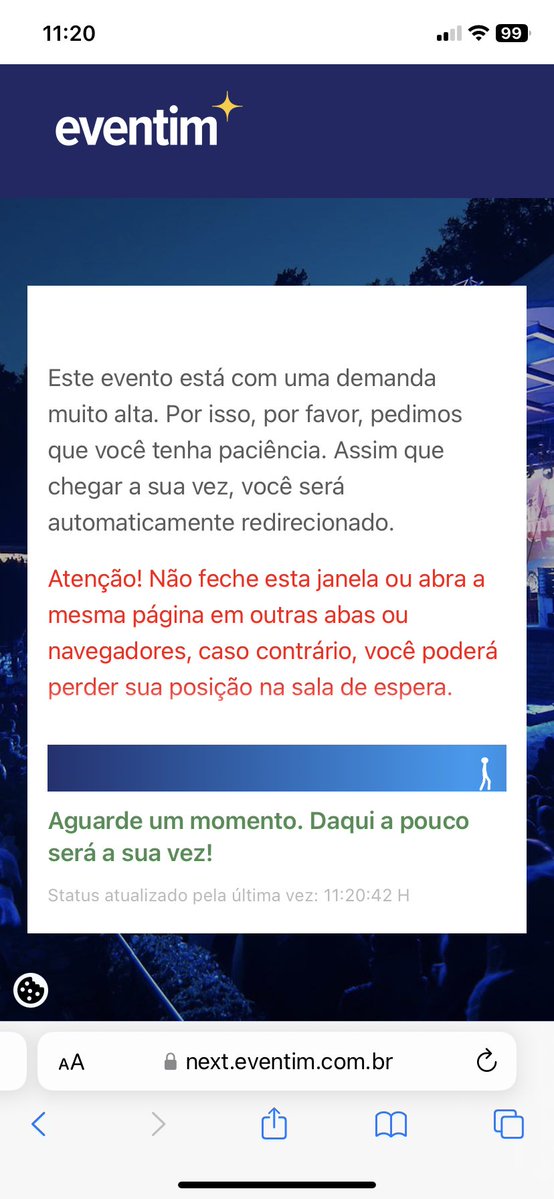 11:20
99
eventim
Este evento está com uma demanda
muito alta. Por isso, por favor, pedimos
que você tenha paciência. Assim que
chegar a sua vez, você será
automaticamente redirecionado.
Atenção! Não feche esta janela ou abra a
mesma página em outras abas ou
navegadores, caso contrário, você poderá
perder sua posição na sala de espera.
Aguarde um momento. Daqui a pouco
será a sua vez!
Status atualizado pela última vez: 11:20:42 H
AA
next.eventim.com.br